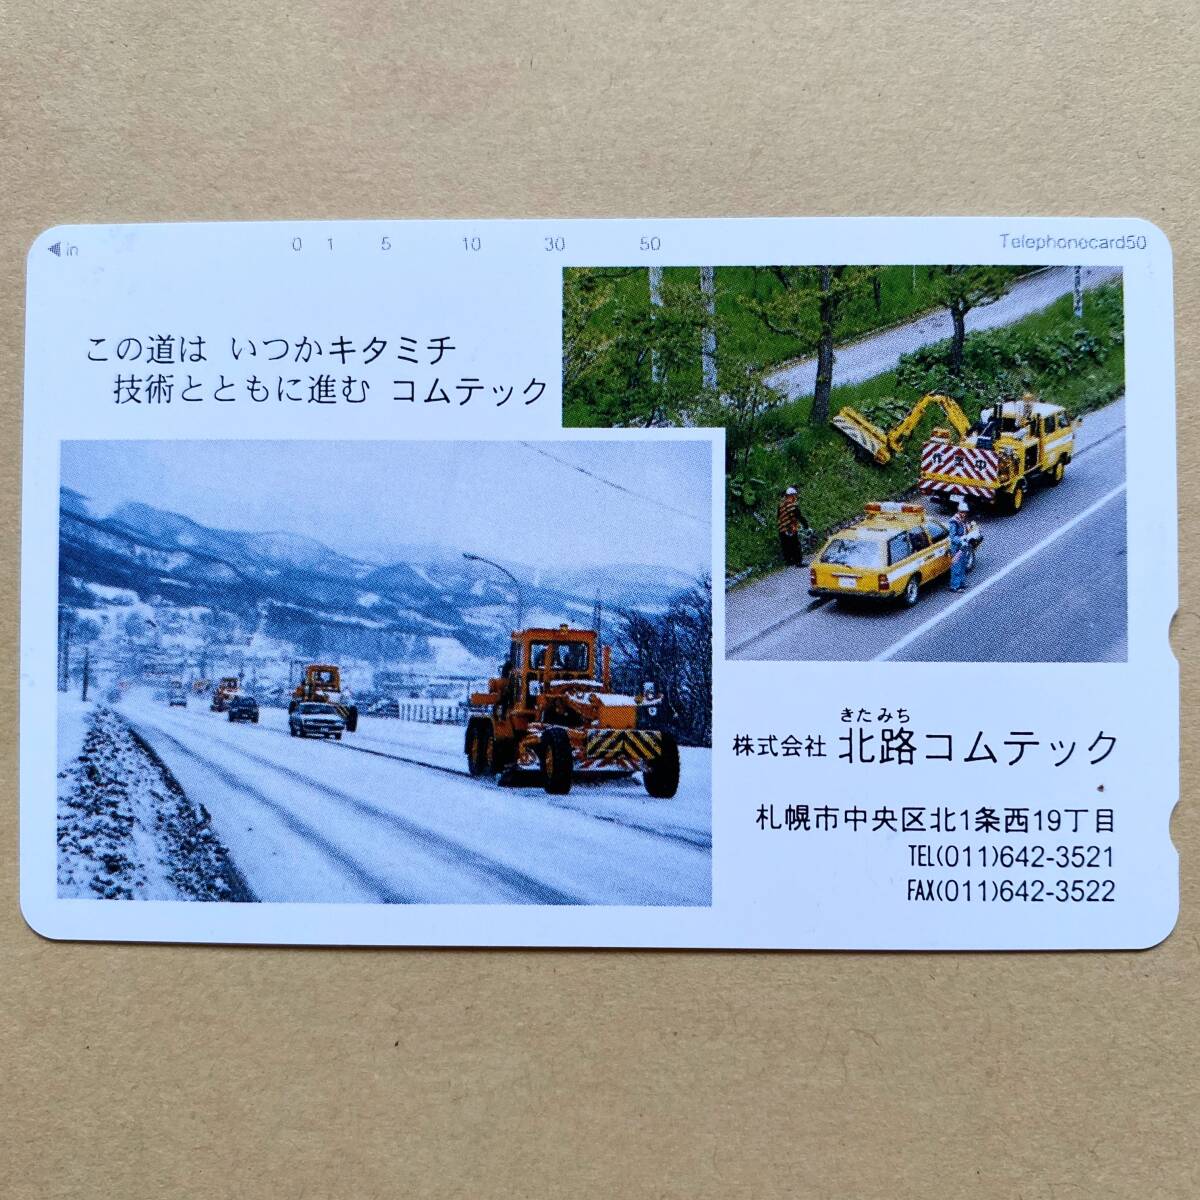 in 0 1 5 10 30 50 Telephonecard50
この道は いつかキタミチ
技術とともに進む コムテック
作業中
きたみち
株式会社 北路コムテック
札幌市中央区北1条西19丁目
TEL(011)642-3521
FAX(011)642-3522